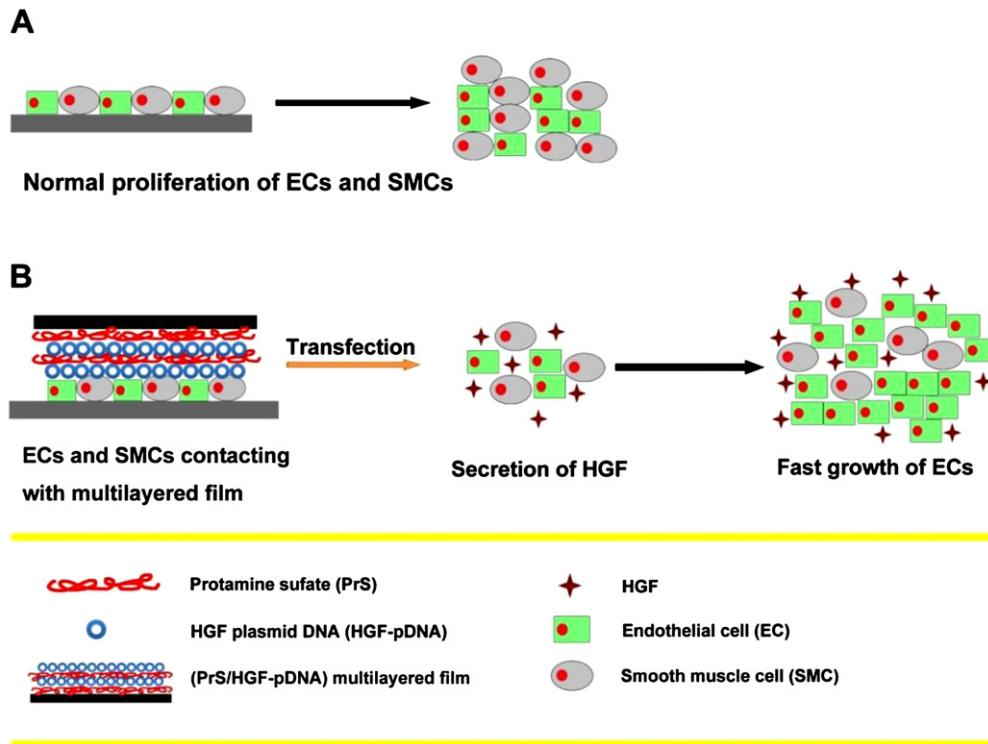 A
Normal proliferation of ECs and SMCs
B
Transfection
ECs and SMCs contacting
with multilayered film
Secretion of HGF
Fast growth of ECs
Protamine sufate (PrS)
HGF
HGF plasmid DNA (HGF-pDNA)
Endothelial cell (EC)
(PrS/HGF-pDNA) multilayered film
Smooth muscle cell (SMC)